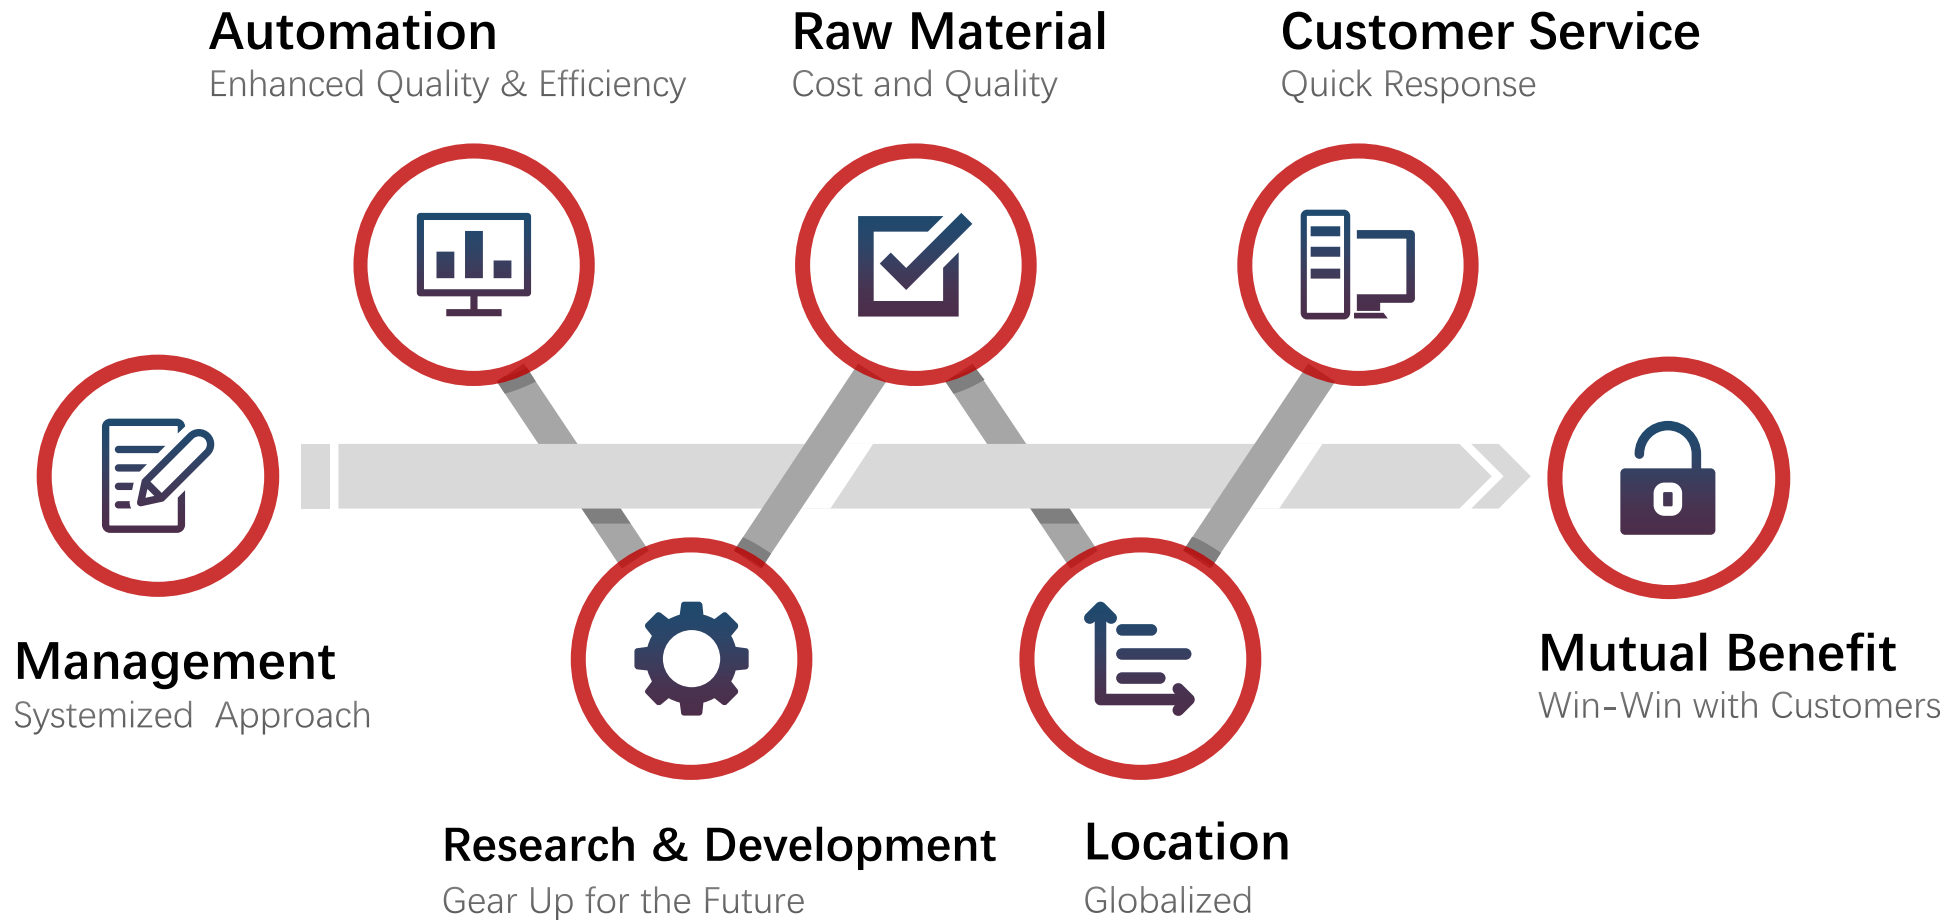 Automation
Enhanced Quality & Efficiency
Raw Material
Cost and Quality
Customer Service
Quick Response
Management
Systemized  Approach
Mutual Benefit
Win-Win with Customers
Research & Development
Gear Up for the Future
Location
Globalized